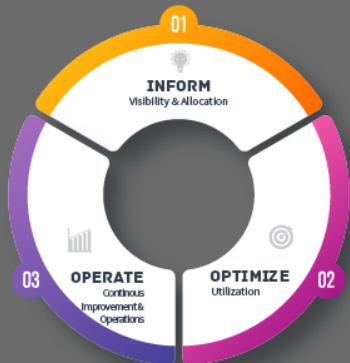 01
INFORM
Visibility & Allocation
02
OPTIMIZE
Utilization
03
OPERATE
Continous
Improvement &
Operations